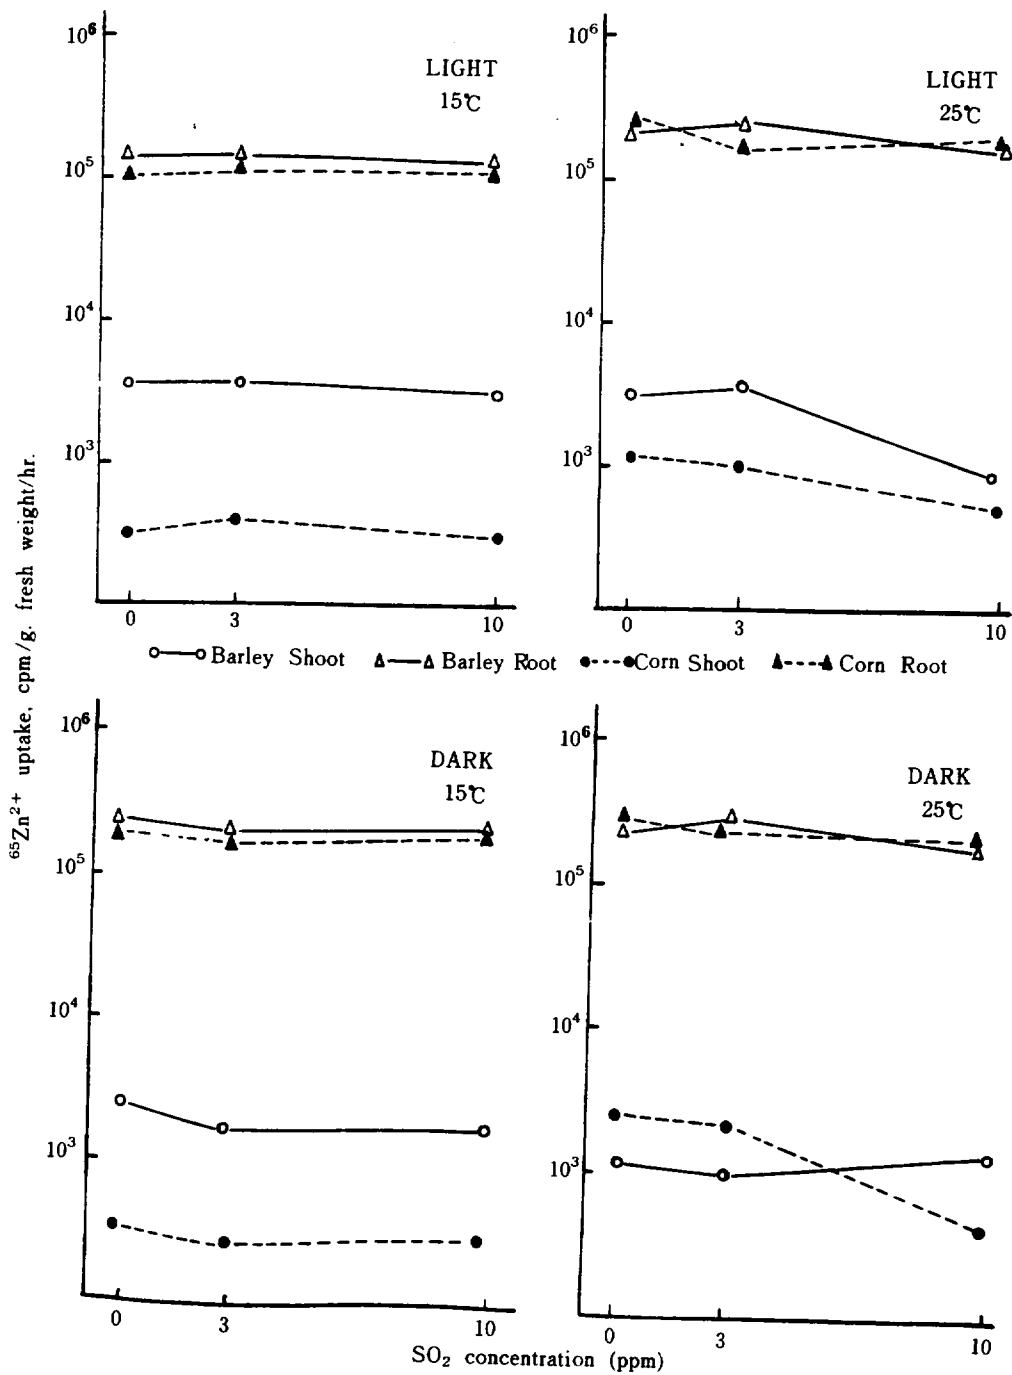 10⁶
LIGHT
15℃
10⁵
10⁴
10³
0 3 10
10⁶
LIGHT
25℃
10⁵
10⁴
10³
0 3 10
Barley Shoot Barley Root Corn Shoot Corn Root
⁶⁵Zn²⁺ uptake, cpm/g. fresh weight/hr.
10⁶
DARK
15℃
10⁵
10⁴
10³
0 3 10
10⁶
DARK
25℃
10⁵
10⁴
10³
0 3 10
SO₂ concentration (ppm)